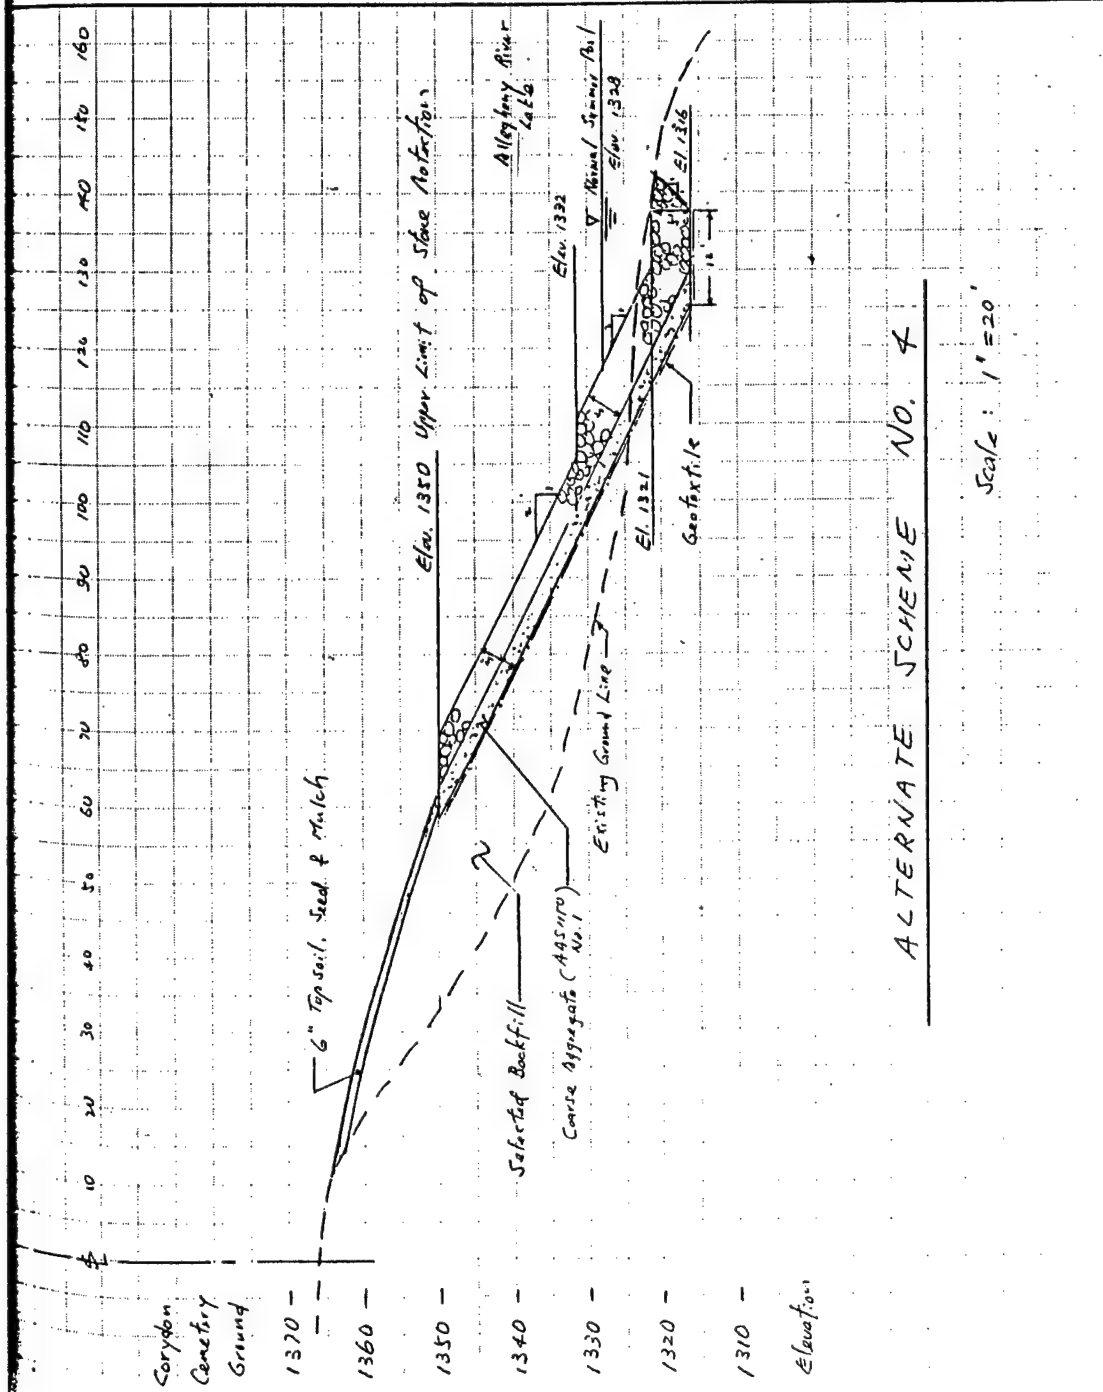 Corydon
Cemetery
Ground
1370
1360
1350
1340
1330
1320
1310
Elevation
10
20
30
40
50
60
70
80
90
100
110
120
130
140
150
160
6" Topsoil, Seed & Mulch
Elev. 1350 Upper Limit of Stone Protection
Allegheny River
Lake
Elev. 1332
Normal Summer Pool
Elev. 1328
El. 1316
12'
2
1
El. 1321
Geotextile
Existing Ground Line
Selected Backfill
Coarse Aggregate (AASHTO
No. 1)
ALTERNATE SCHEME NO. 4
Scale: 1" = 20'